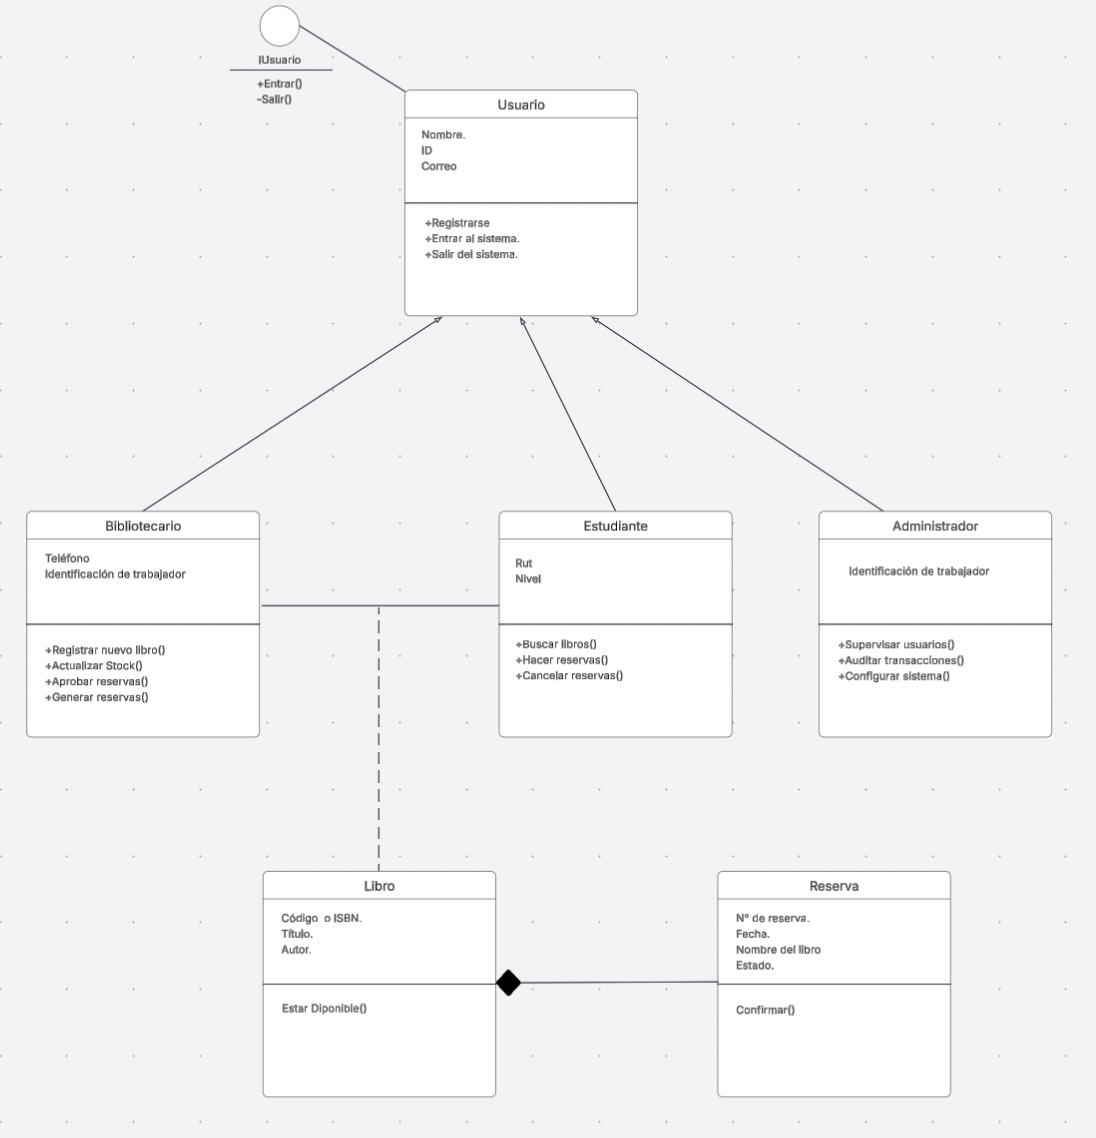 IUsuario
+Entrar()
-Salir()
Usuario
Nombre.
ID
Correo
+Registrarse
+Entrar al sistema.
+Salir del sistema.
Bibliotecario
Teléfono
Identificación de trabajador
+Registrar nuevo libro()
+Actualizar Stock()
+Aprobar reservas()
+Generar reservas()
Estudiante
Rut
Nivel
+Buscar libros()
+Hacer reservas()
+Cancelar reservas()
Administrador
Identificación de trabajador
+Supervisar usuarios()
+Auditar transacciones()
+Configurar sistema()
Libro
Código  o ISBN.
Título.
Autor.
Estar Diponible()
Reserva
Nº de reserva.
Fecha.
Nombre del libro
Estado.
Confirmar()